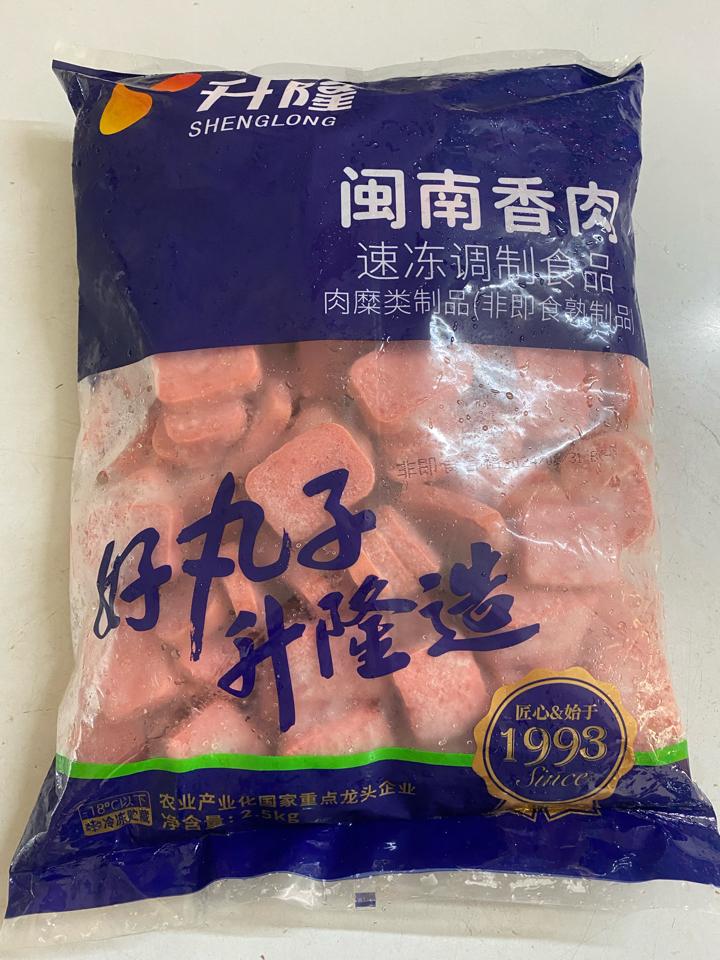 升隆
SHENGLONG
闽南香肉
速冻调制食品
肉糜类制品(非即食熟制品)
非即食
好丸子
升隆造
匠心&始于
1993
Since
-18°C以下
冷冻贮藏
农业产业化国家重点龙头企业
净含量:2.5kg